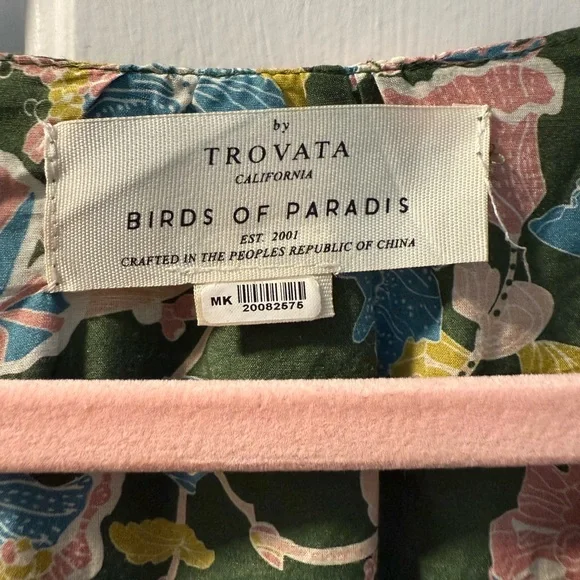 by
TROVATA
CALIFORNIA
BIRDS OF PARADIS
EST. 2001
CRAFTED IN THE PEOPLES REPUBLIC OF CHINA
MK
20082575